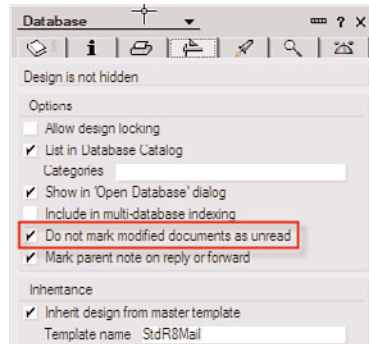 Database ? X
i
Design is not hidden
Options
Allow design locking
List in Database Catalog
Categories
Show in 'Open Database' dialog
Include in multi-database indexing
Do not mark modified documents as unread
Mark parent note on reply or forward
Inheritance
Inherit design from master template
Template name StdR8Mail